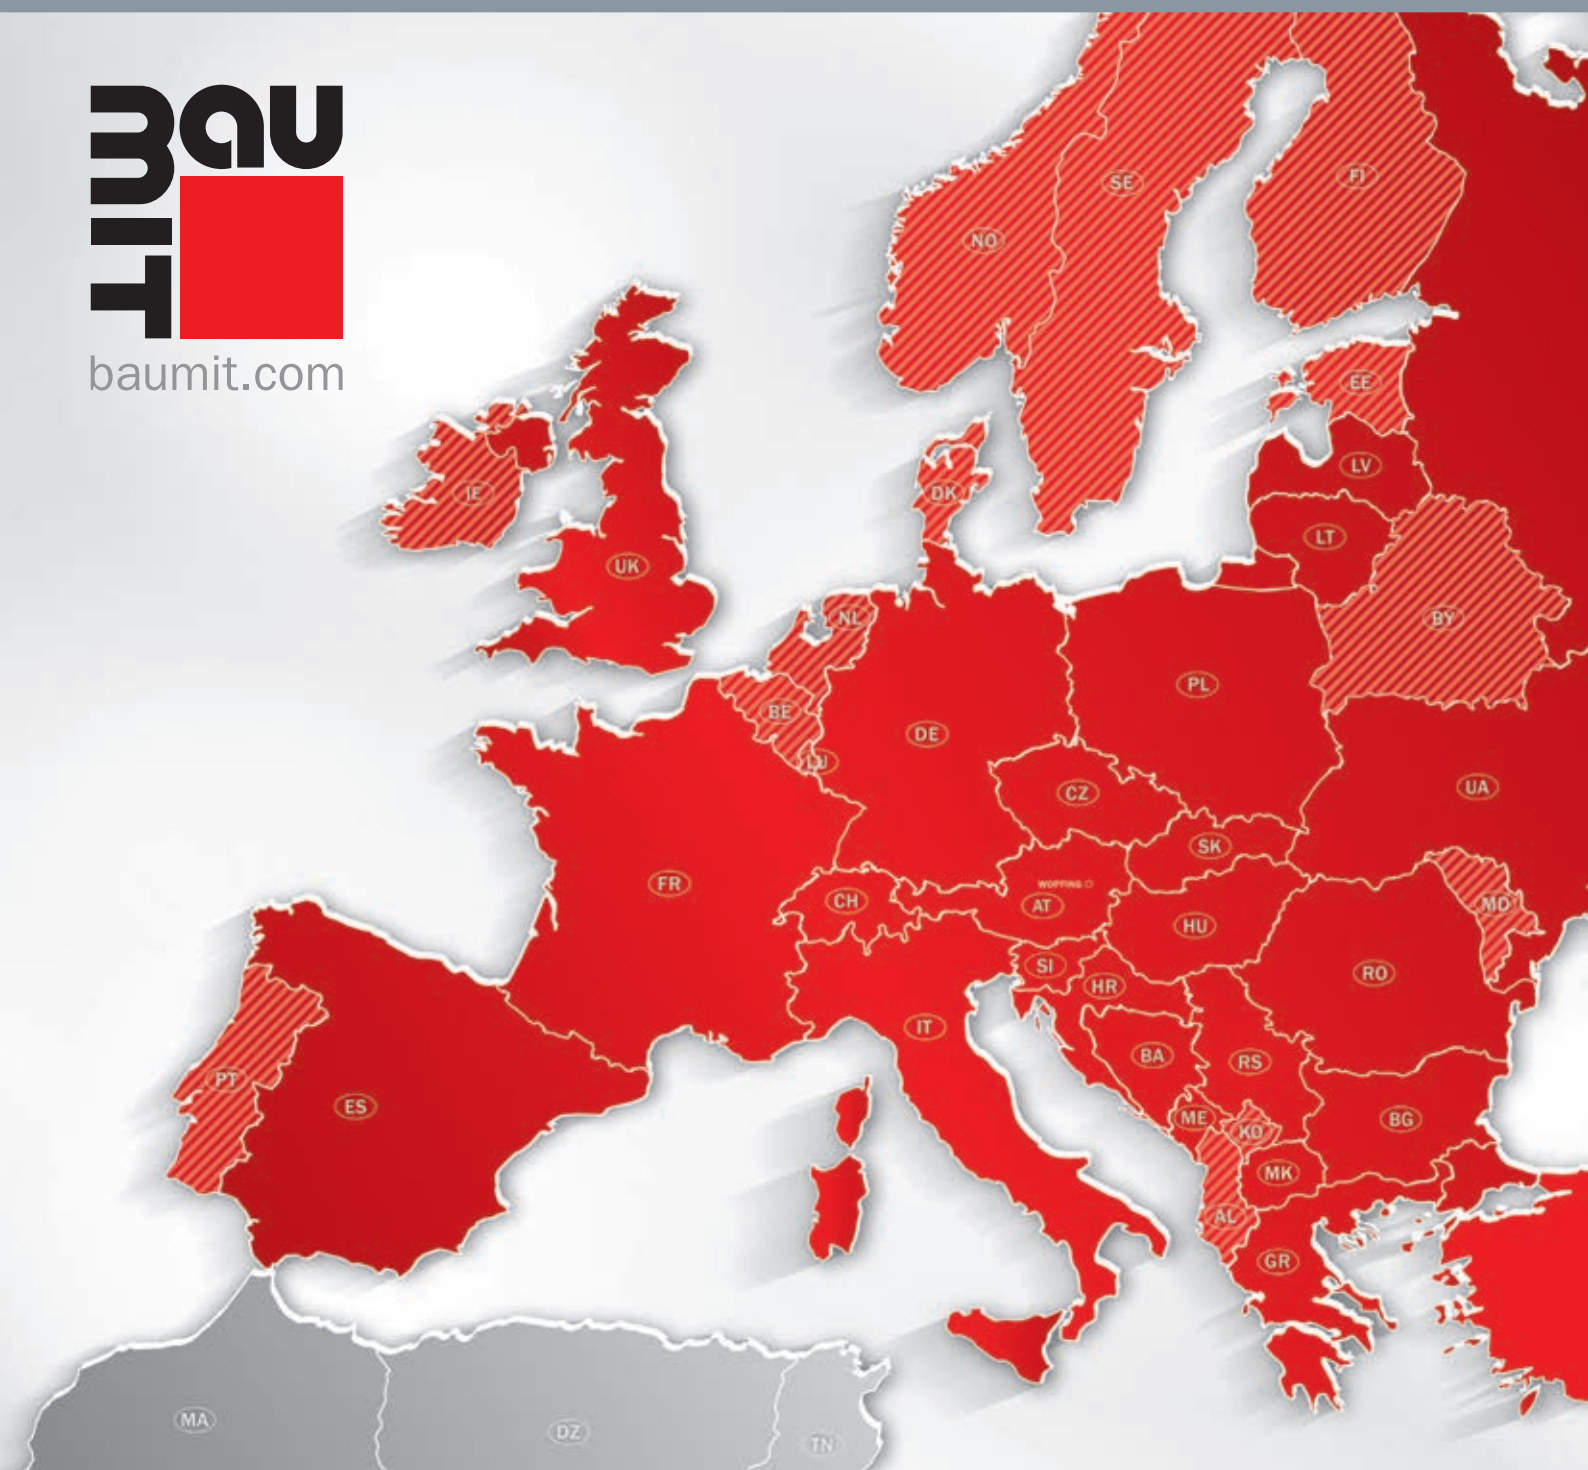 bau
mit
baumit.com
SE
FI
NO
EE
LV
IE
DK
LT
UK
NL
BY
PL
BE
DE
LU
CZ
UA
SK
FR
WOPFING
CH
AT
MD
HU
SI
RO
HR
IT
BA
RS
PT
ES
ME
BG
KO
MK
AL
GR
MA
DZ
TN